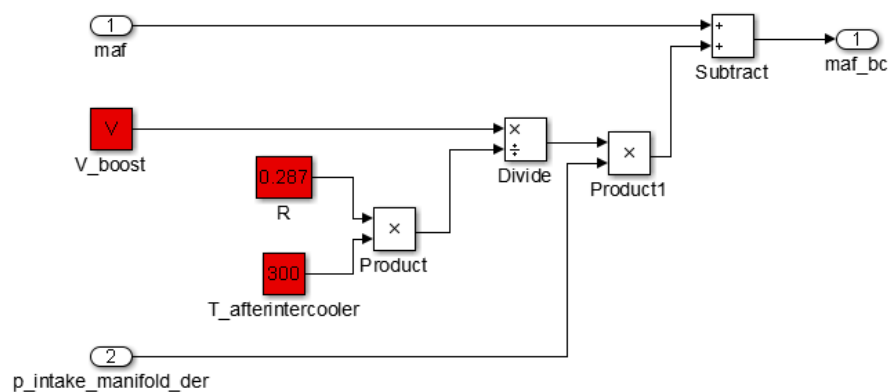 1
maf
+
+
Subtract
1
maf_bc
V
V_boost
×
÷
Divide
×
Product1
0.287
R
×
Product
300
T_afterintercooler
2
p_intake_manifold_der